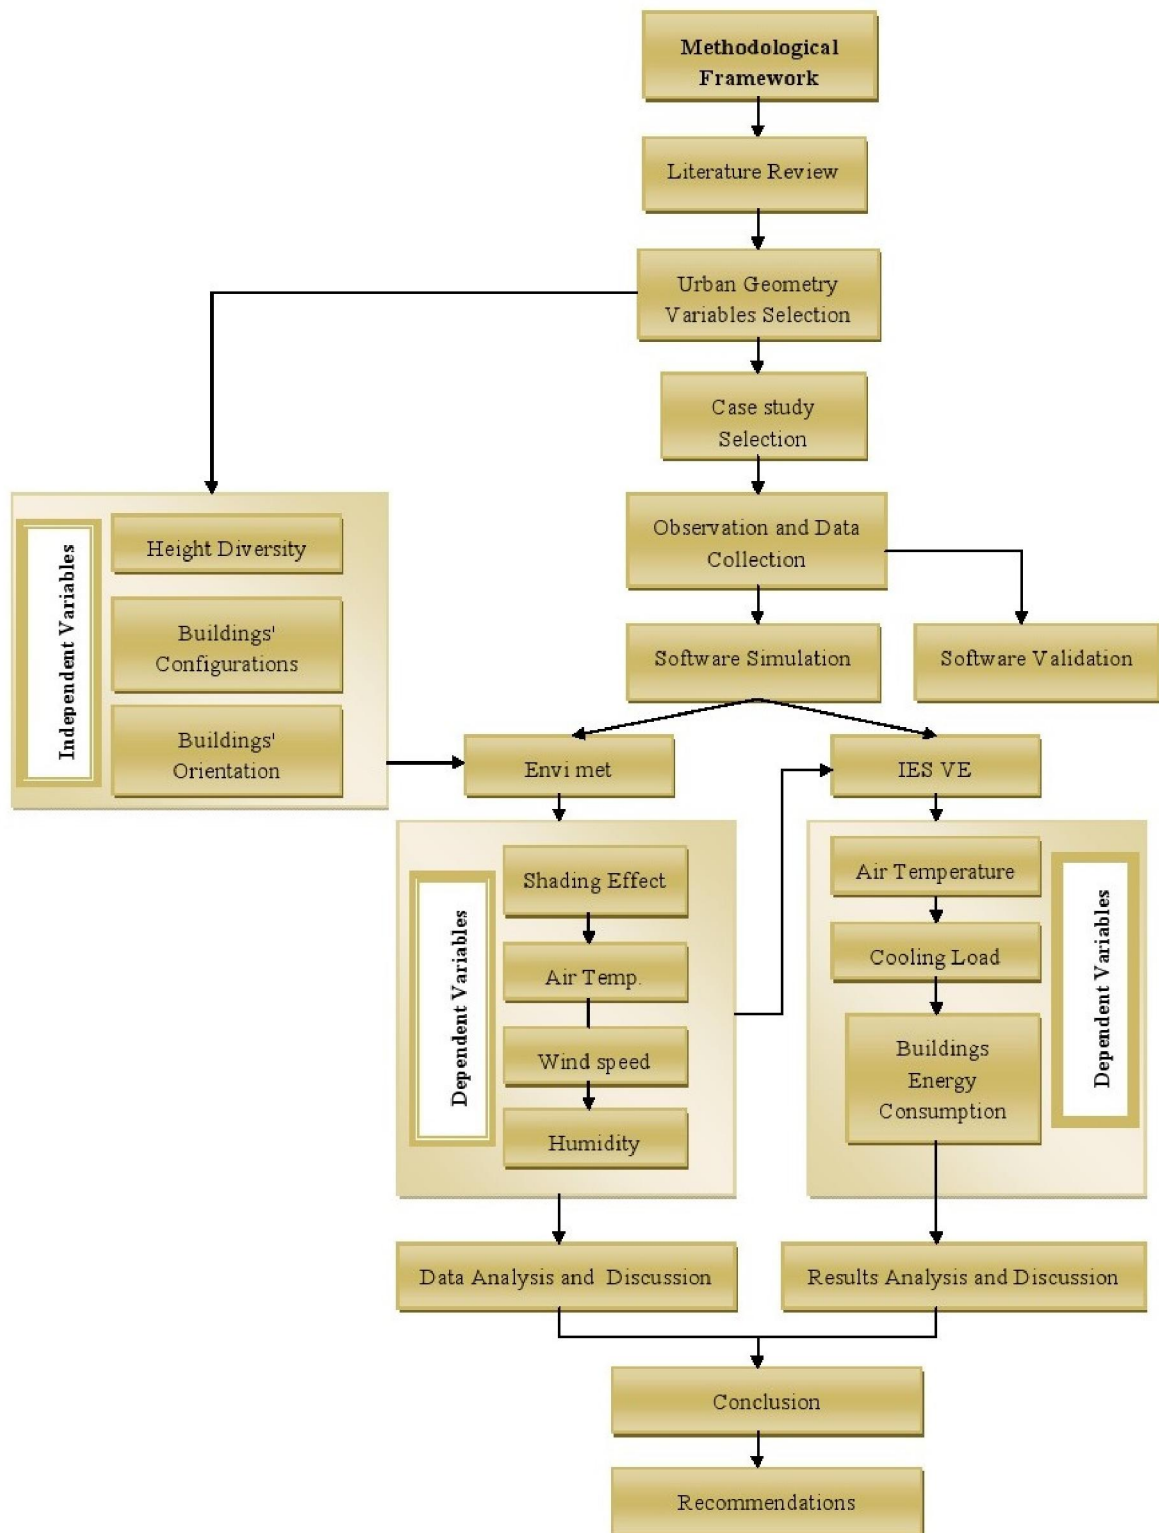 Methodological
Framework
Literature Review
Urban Geometry
Variables Selection
Case study
Selection
Observation and Data
Collection
Software Simulation
Software Validation
Independent Variables
Height Diversity
Buildings'
Configurations
Buildings'
Orientation
Envi met
IES VE
Dependent Variables
Shading Effect
Air Temp.
Wind speed
Humidity
Air Temperature
Cooling Load
Buildings
Energy
Consumption
Dependent Variables
Data Analysis and  Discussion
Results Analysis and Discussion
Conclusion
Recommendations